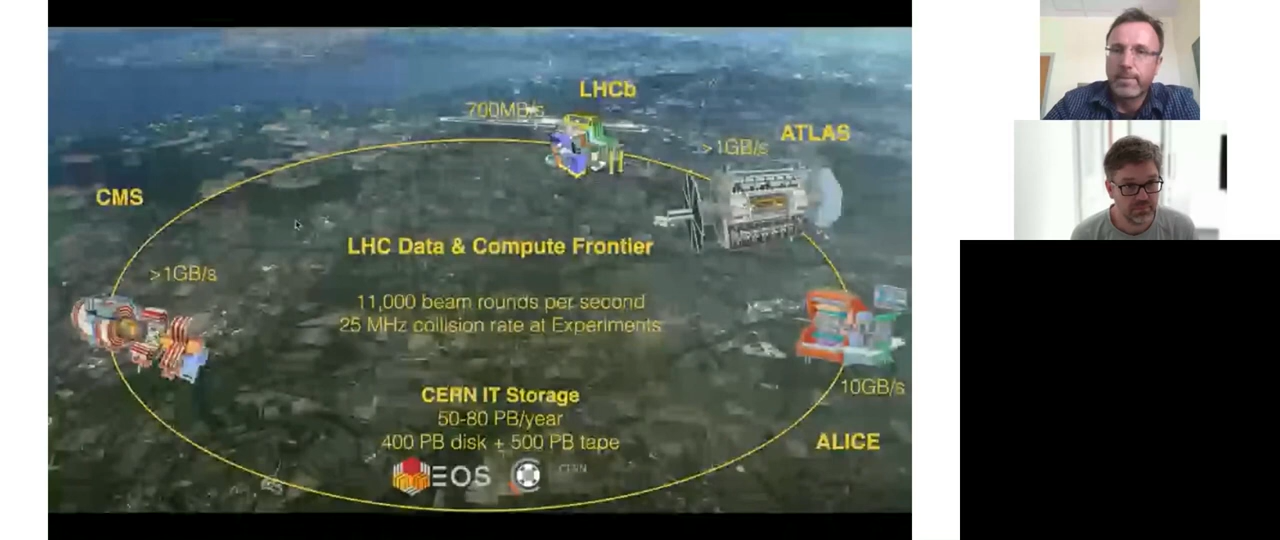 LHCb
700MB/s
ATLAS
>1GB/s
CMS
LHC Data & Compute Frontier
>1GB/s
11,000 beam rounds per second
25 MHz collision rate at Experiments
10GB/s
CERN IT Storage
50-80 PB/year
400 PB disk + 500 PB tape
ALICE
EOS
CERN